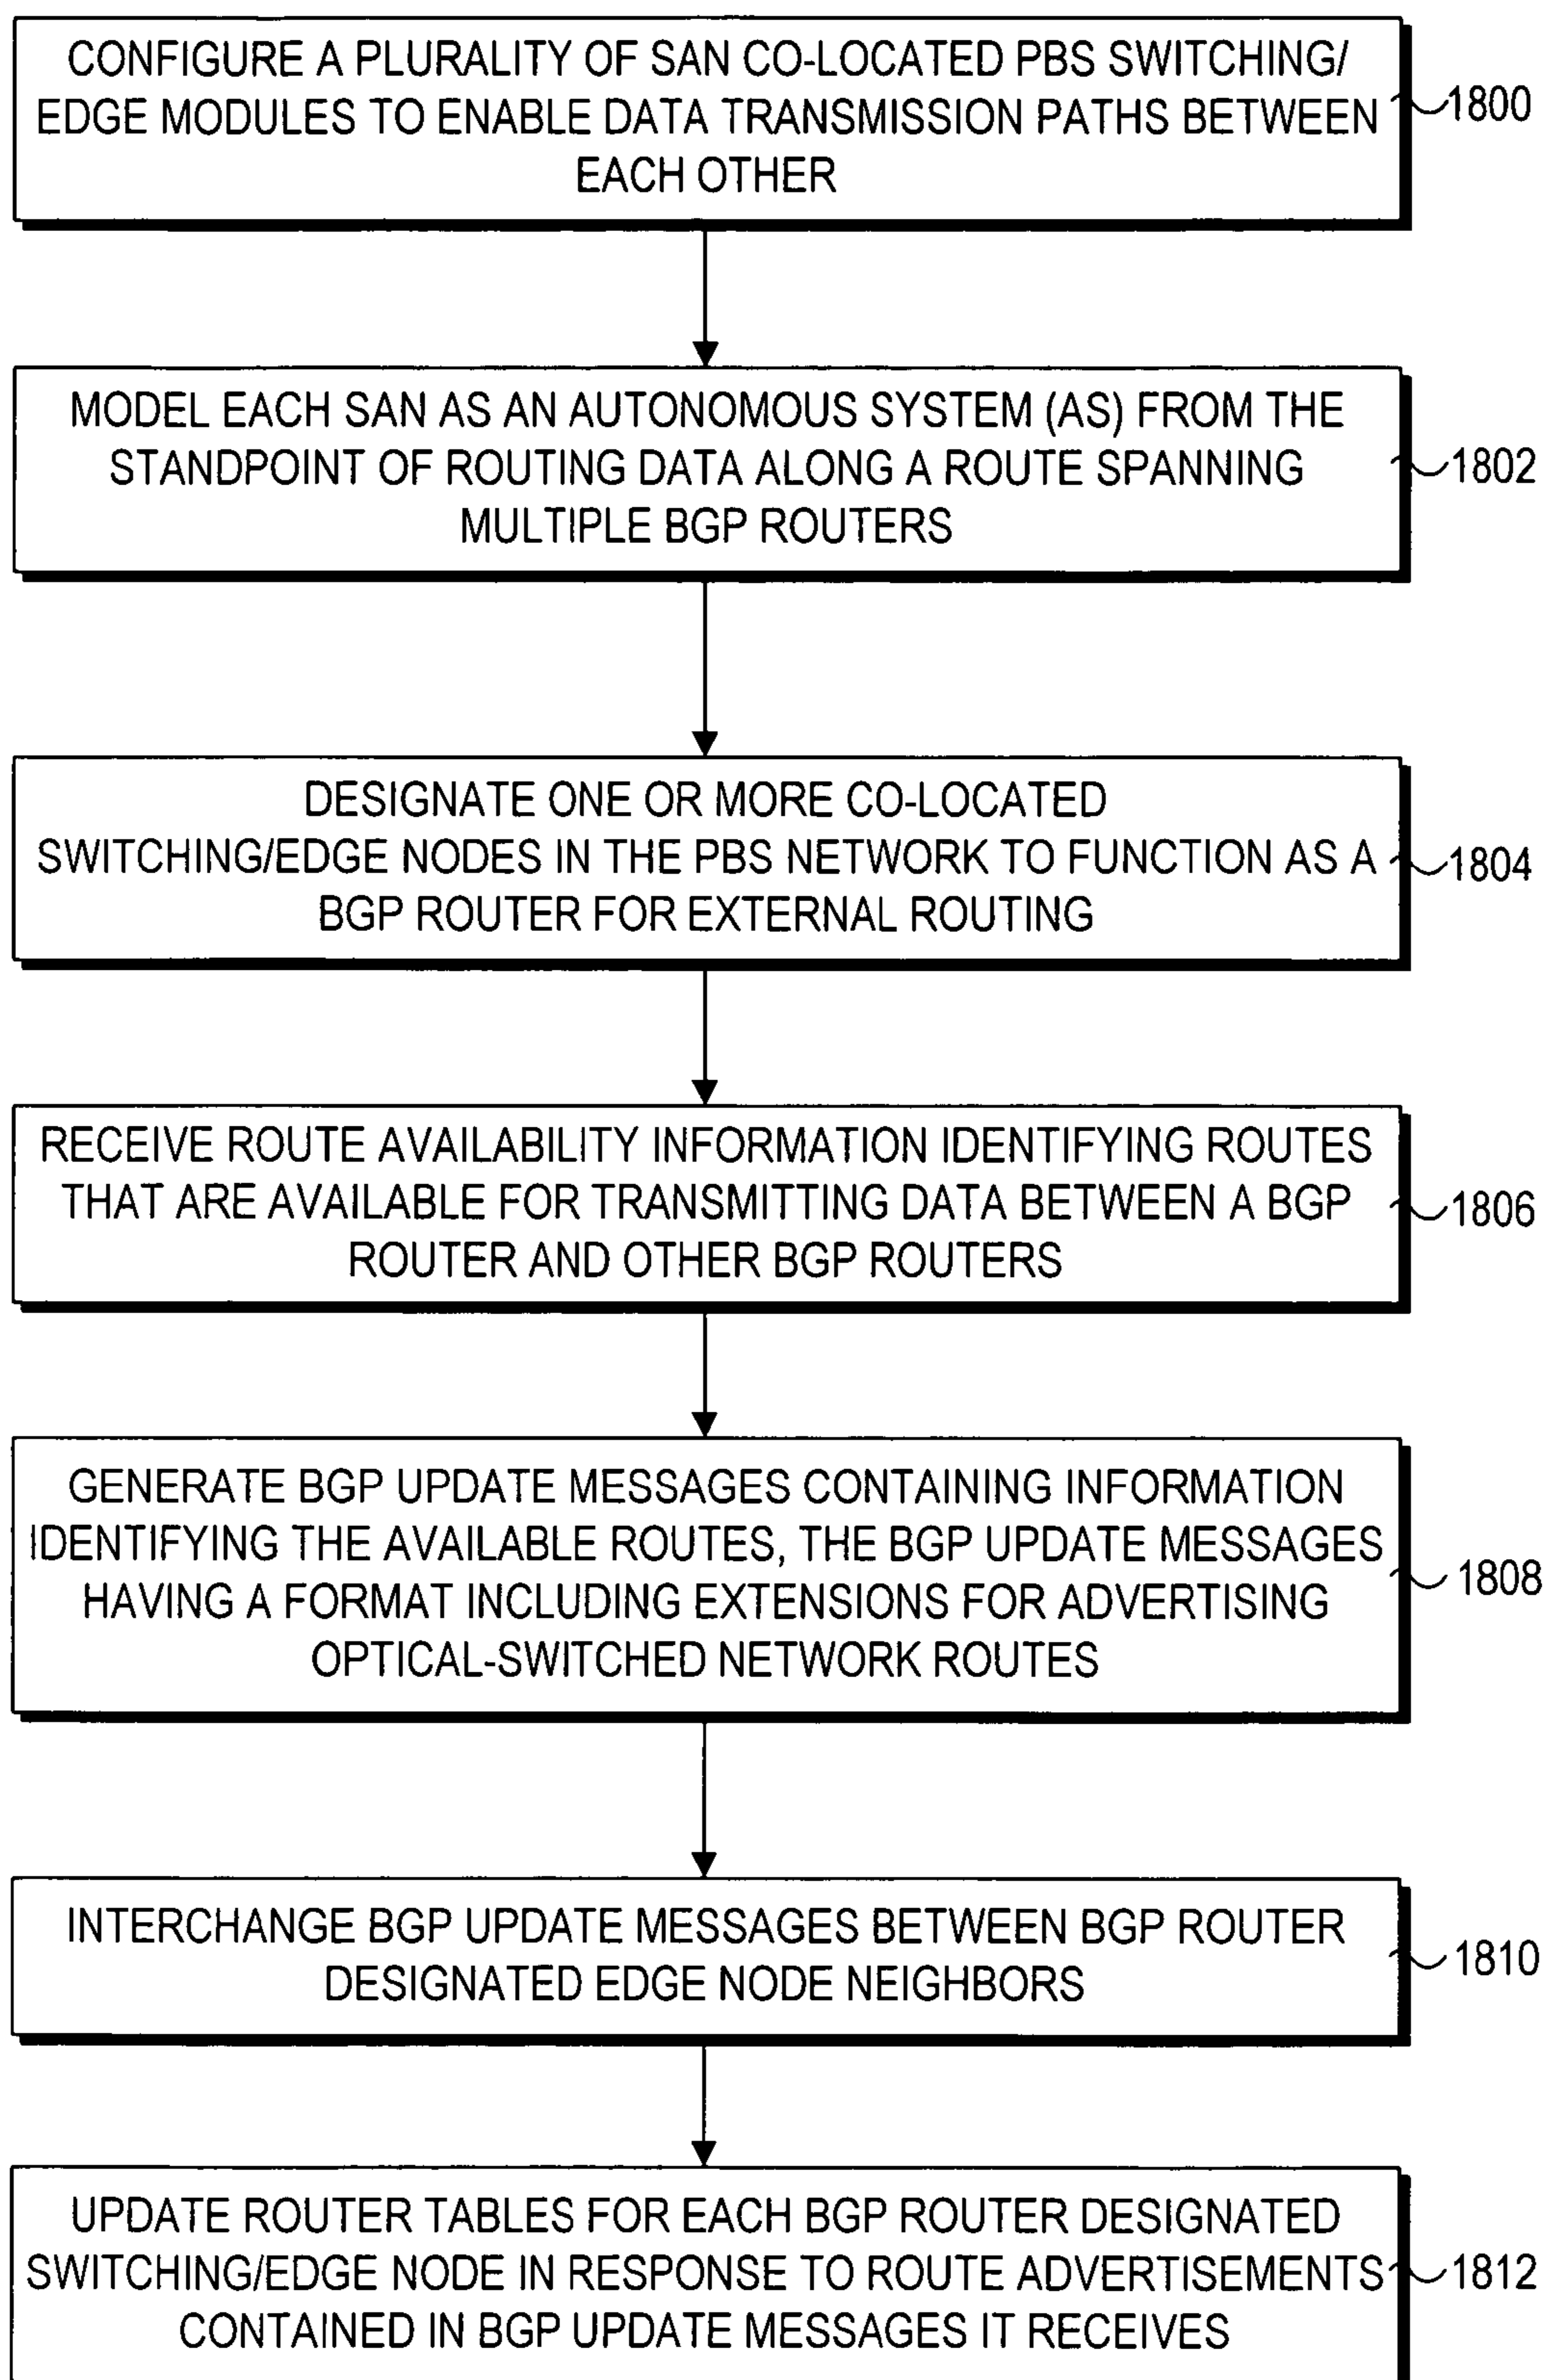 CONFIGURE A PLURALITY OF SAN CO-LOCATED PBS SWITCHING/
EDGE MODULES TO ENABLE DATA TRANSMISSION PATHS BETWEEN
EACH OTHER
1800
MODEL EACH SAN AS AN AUTONOMOUS SYSTEM (AS) FROM THE
STANDPOINT OF ROUTING DATA ALONG A ROUTE SPANNING
MULTIPLE BGP ROUTERS
1802
DESIGNATE ONE OR MORE CO-LOCATED
SWITCHING/EDGE NODES IN THE PBS NETWORK TO FUNCTION AS A
BGP ROUTER FOR EXTERNAL ROUTING
1804
RECEIVE ROUTE AVAILABILITY INFORMATION IDENTIFYING ROUTES
THAT ARE AVAILABLE FOR TRANSMITTING DATA BETWEEN A BGP
ROUTER AND OTHER BGP ROUTERS
1806
GENERATE BGP UPDATE MESSAGES CONTAINING INFORMATION
IDENTIFYING THE AVAILABLE ROUTES, THE BGP UPDATE MESSAGES
HAVING A FORMAT INCLUDING EXTENSIONS FOR ADVERTISING
OPTICAL-SWITCHED NETWORK ROUTES
1808
INTERCHANGE BGP UPDATE MESSAGES BETWEEN BGP ROUTER
DESIGNATED EDGE NODE NEIGHBORS
1810
UPDATE ROUTER TABLES FOR EACH BGP ROUTER DESIGNATED
SWITCHING/EDGE NODE IN RESPONSE TO ROUTE ADVERTISEMENTS
CONTAINED IN BGP UPDATE MESSAGES IT RECEIVES
1812